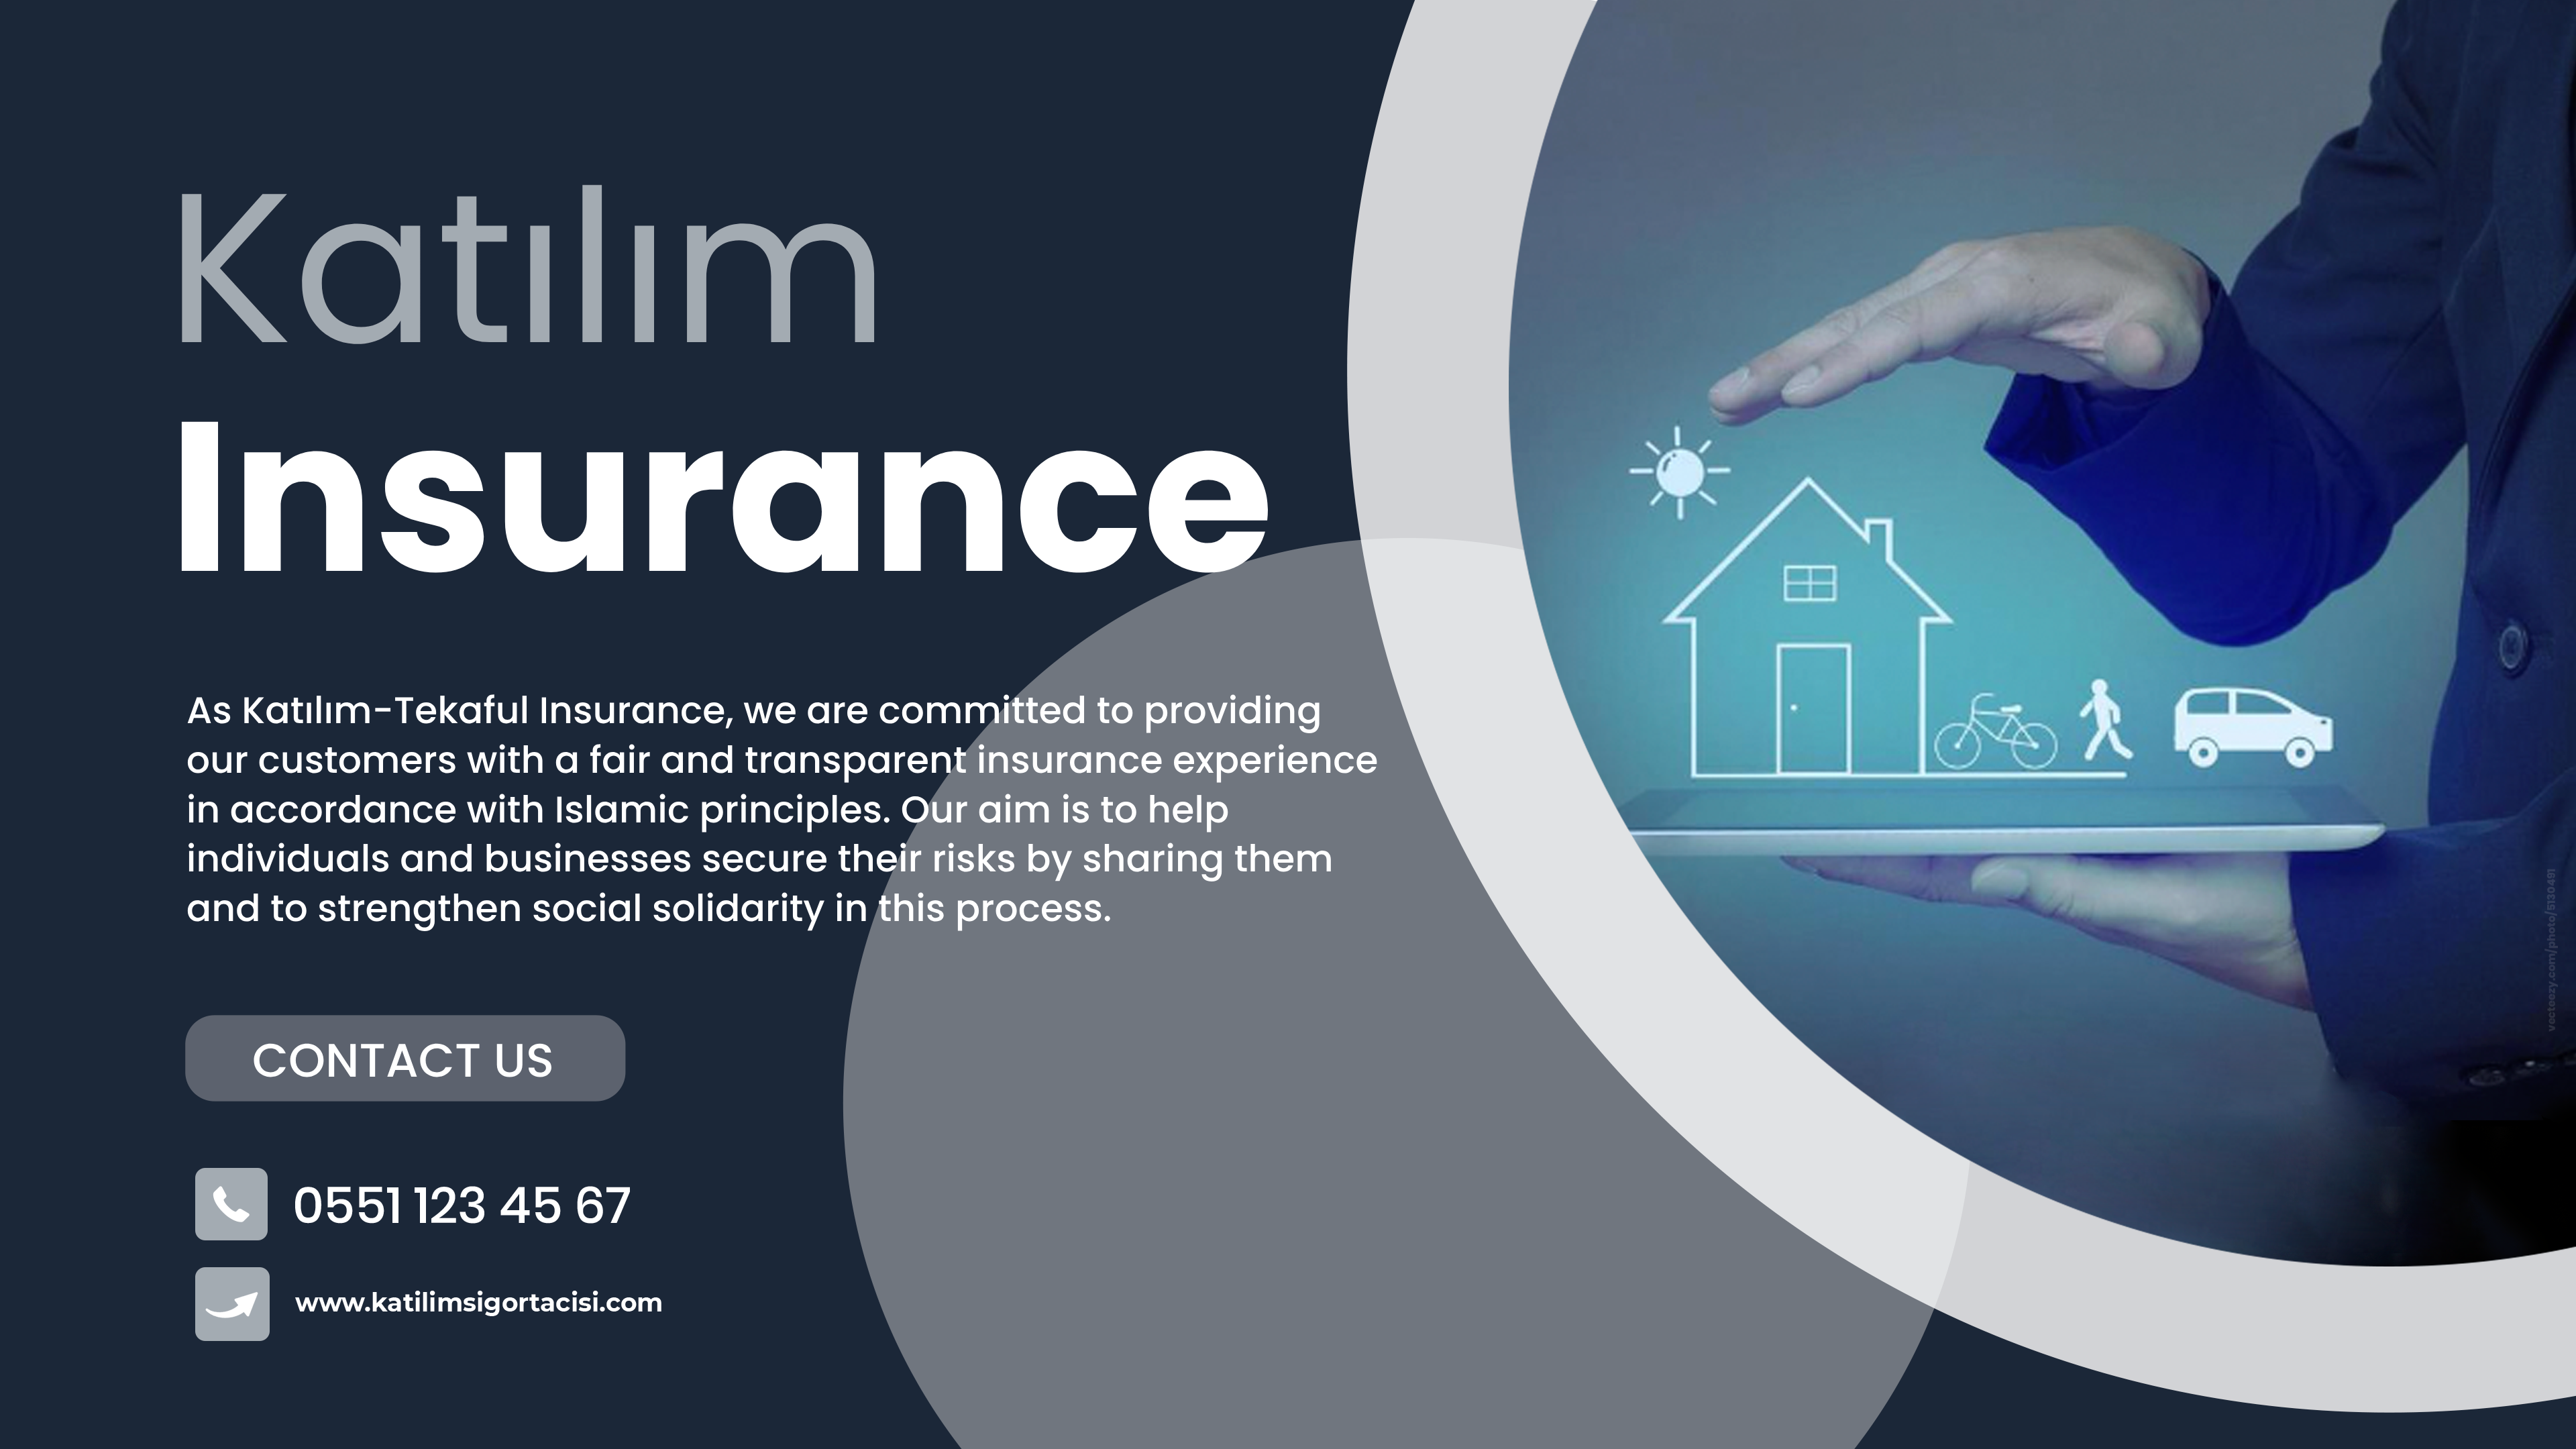 Katılım
Insurance
As Katılım-Tekaful Insurance, we are committed to providing
our customers with a fair and transparent insurance experience
in accordance with Islamic principles. Our aim is to help
individuals and businesses secure their risks by sharing them
and to strengthen social solidarity in this process.
CONTACT US
0551 123 45 67
www.katilimsigortacisi.com
vecteezy.com/photo/5130491